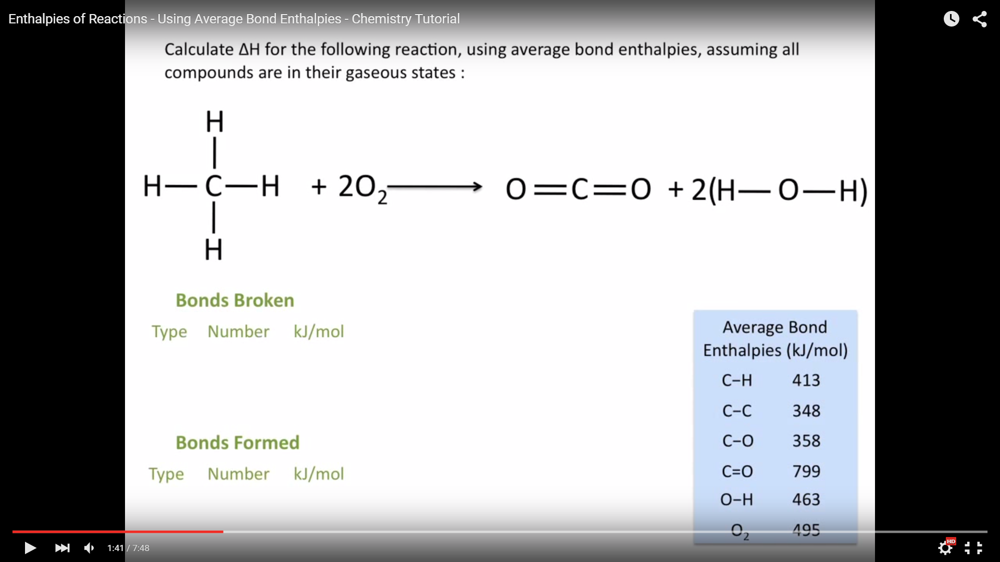 Enthalpies of Reactions - Using Average Bond Enthalpies - Chemistry Tutorial
Calculate ΔH for the following reaction, using average bond enthalpies, assuming all
compounds are in their gaseous states :
H
H—C—H + 2O₂ ⟶ O=C=O + 2(H—O—H)
H
Bonds Broken
Type Number kJ/mol
Bonds Formed
Type Number kJ/mol
Average Bond
Enthalpies (kJ/mol)
C–H 413
C–C 348
C–O 358
C=O 799
O–H 463
O₂ 495
1:41 / 7:48
HD